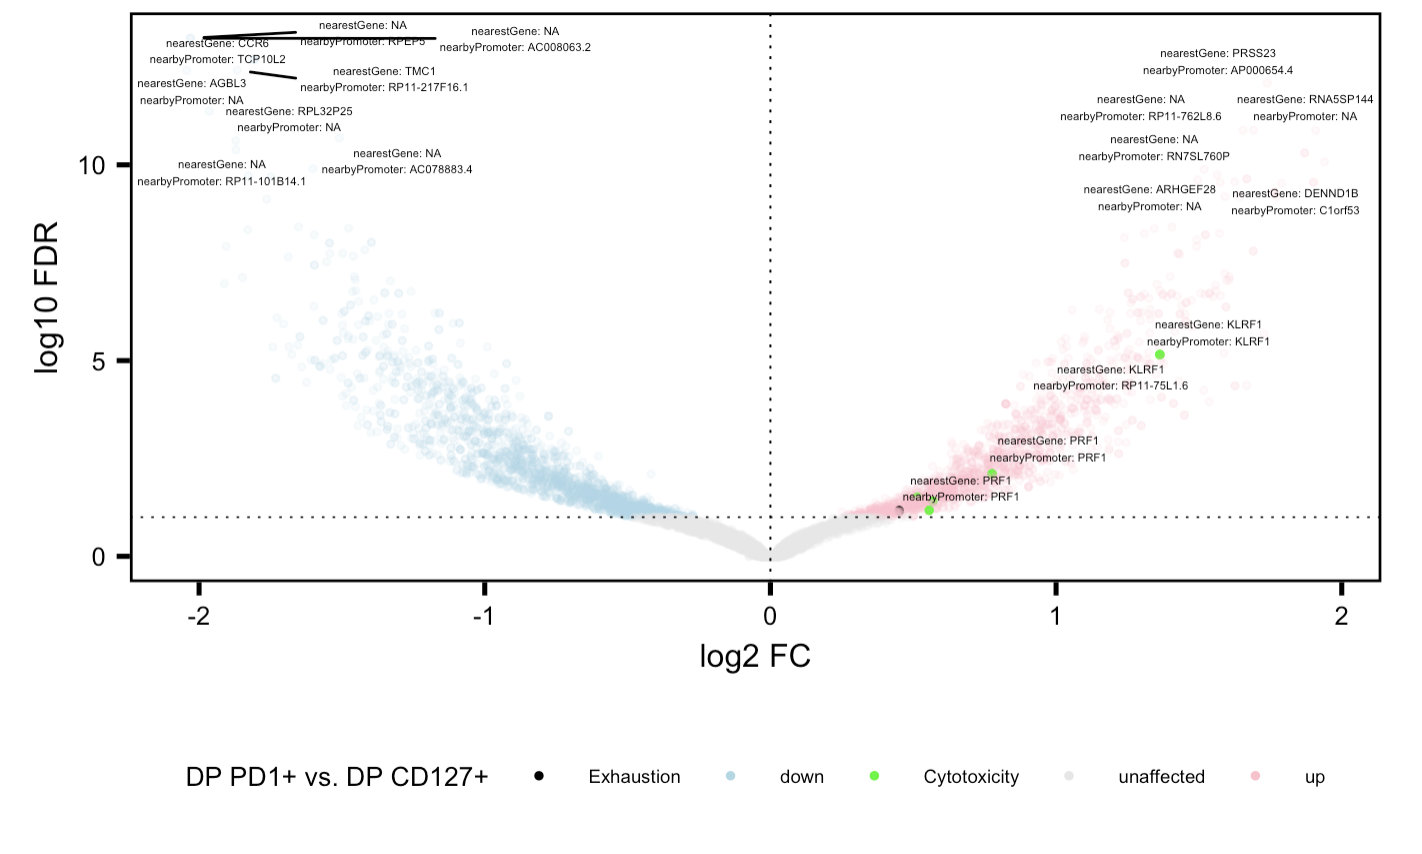 nearestGene: NA
nearbyPromoter: RPEP5
nearestGene: NA
nearbyPromoter: AC008063.2
nearestGene: CCR6
nearbyPromoter: TCP10L2
nearestGene: TMC1
nearbyPromoter: RP11-217F16.1
nearestGene: AGBL3
nearbyPromoter: NA
nearestGene: RPL32P25
nearbyPromoter: NA
nearestGene: NA
nearbyPromoter: AC078883.4
nearestGene: NA
nearbyPromoter: RP11-101B14.1
nearestGene: PRSS23
nearbyPromoter: AP000654.4
nearestGene: NA
nearbyPromoter: RP11-762L8.6
nearestGene: RNA5SP144
nearbyPromoter: NA
nearestGene: NA
nearbyPromoter: RN7SL760P
nearestGene: ARHGEF28
nearbyPromoter: NA
nearestGene: DENND1B
nearbyPromoter: C1orf53
nearestGene: KLRF1
nearbyPromoter: KLRF1
nearestGene: KLRF1
nearbyPromoter: RP11-75L1.6
nearestGene: PRF1
nearbyPromoter: PRF1
nearestGene: PRF1
nearbyPromoter: PRF1
log10 FDR
10
5
0
-2
-1
0
1
2
log2 FC
DP PD1+ vs. DP CD127+
Exhaustion
down
Cytotoxicity
unaffected
up